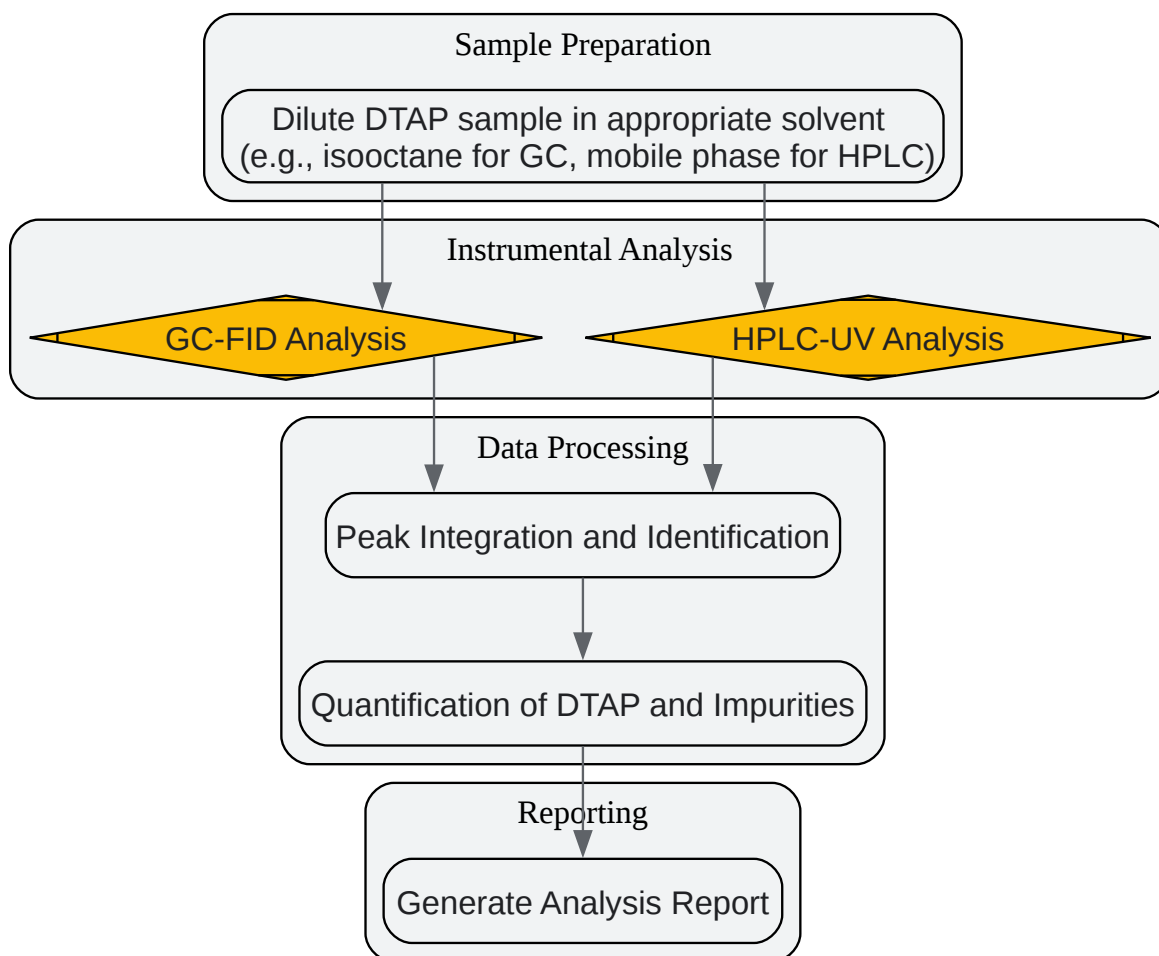 Sample Preparation
Dilute DTAP sample in appropriate solvent
(e.g., isooctane for GC, mobile phase for HPLC)
Instrumental Analysis
GC-FID Analysis
HPLC-UV Analysis
Data Processing
Peak Integration and Identification
Quantification of DTAP and Impurities
Reporting
Generate Analysis Report